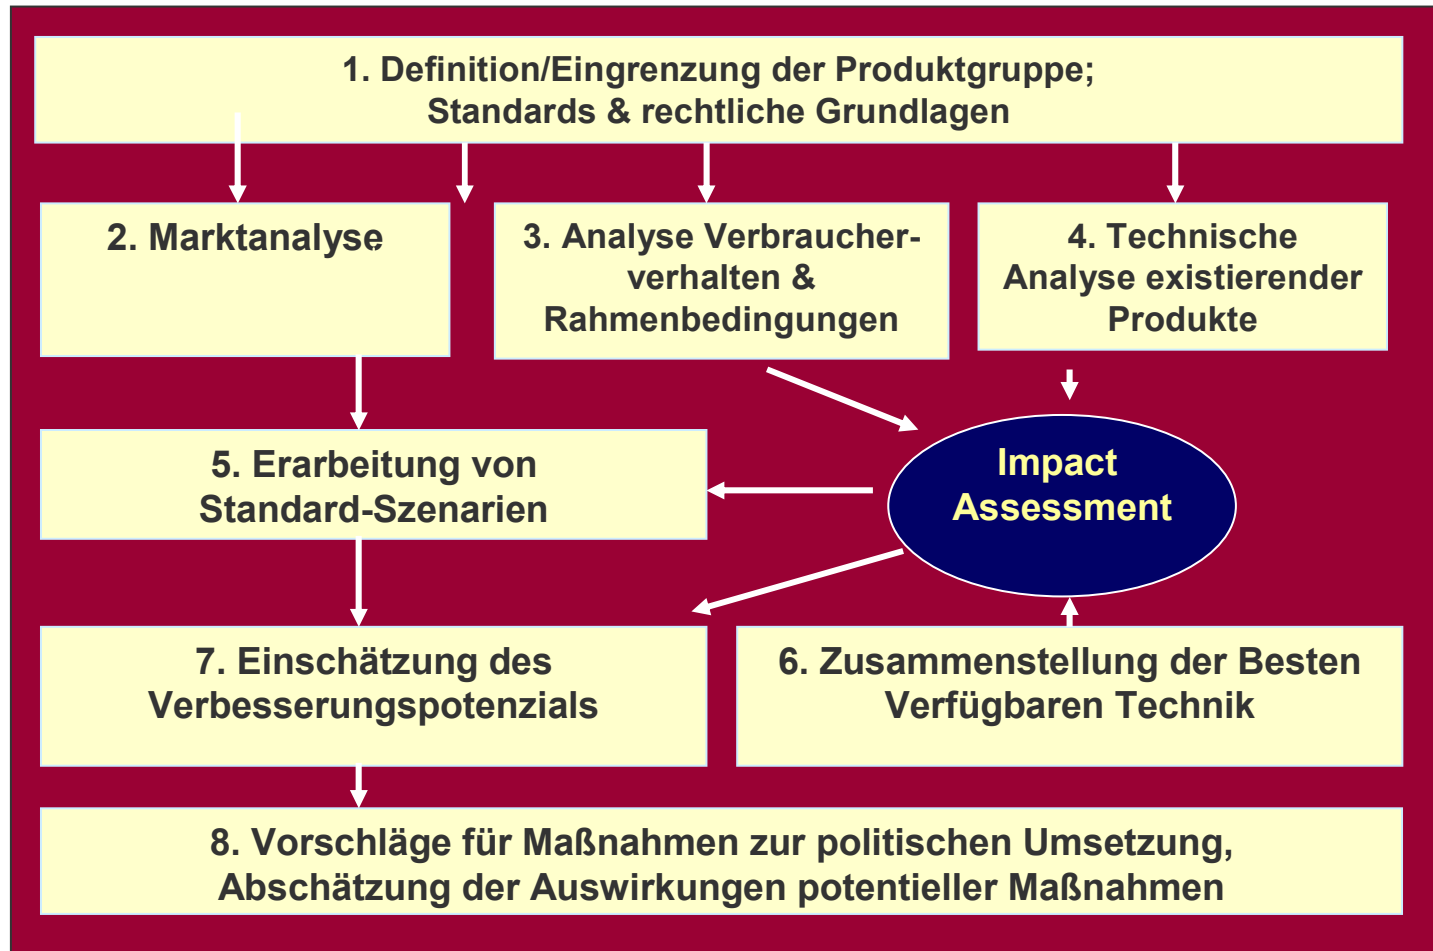 1. Definition/Eingrenzung der Produktgruppe;
Standards & rechtliche Grundlagen
2. Marktanalyse
3. Analyse Verbraucher-
verhalten &
Rahmenbedingungen
4. Technische
Analyse existierender
Produkte
Impact
Assessment
5. Erarbeitung von
Standard-Szenarien
7. Einschätzung des
Verbesserungspotenzials
6. Zusammenstellung der Besten
Verfügbaren Technik
8. Vorschläge für Maßnahmen zur politischen Umsetzung,
Abschätzung der Auswirkungen potentieller Maßnahmen